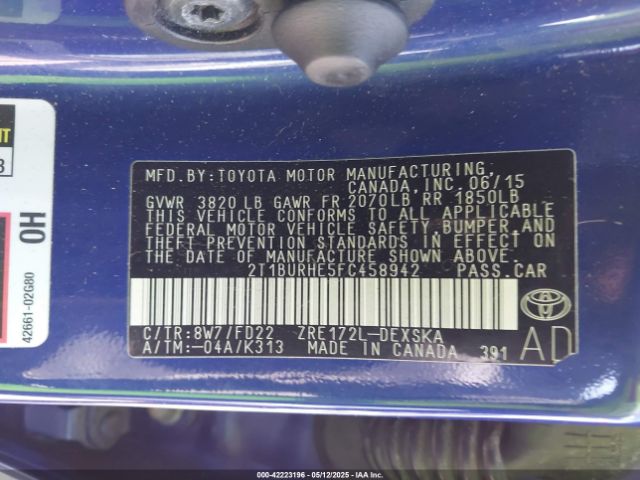 MFD.BY:TOYOTA MOTOR MANUFACTURING,
CANADA, INC. 06/15
GVWR 3820 LB GAWR FR 2070LB RR 1850LB
THIS VEHICLE CONFORMS TO ALL APPLICABLE
FEDERAL MOTOR VEHICLE SAFETY,BUMPER,AND
THEFT PREVENTION STANDARDS IN EFFECT ON
THE DATE OF MANUFACTURE SHOWN ABOVE.
2T1BURHE5FC458942 PASS.CAR
C/TR:8W7/FD22 ZRE172L-DEXSKA
A/TM:-04A/K313 MADE IN CANADA 391
AD
TOYOTA
0H
42661-02G80
000-42223196 - 05/12/2025 - IAA Inc.